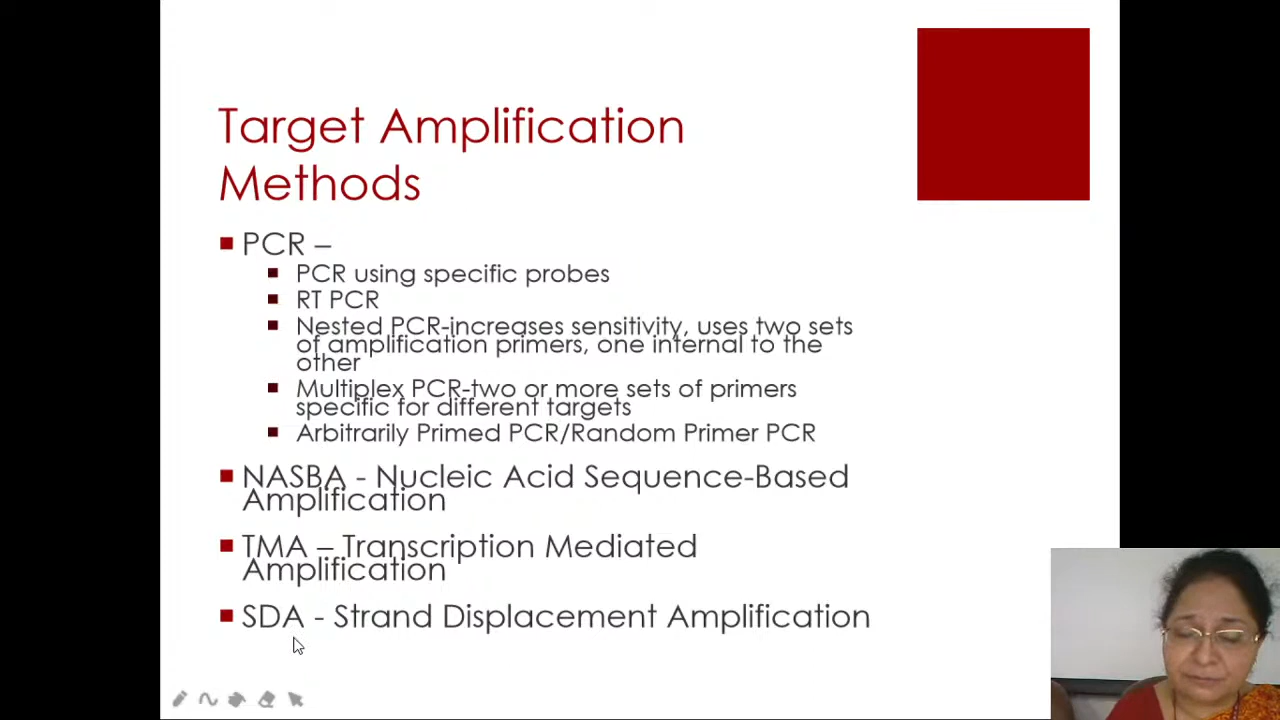 Target Amplification
Methods
PCR –
PCR using specific probes
RT PCR
Nested PCR-increases sensitivity, uses two sets
of amplification primers, one internal to the
other
Multiplex PCR-two or more sets of primers
specific for different targets
Arbitrarily Primed PCR/Random Primer PCR
NASBA - Nucleic Acid Sequence-Based
Amplification
TMA – Transcription Mediated
Amplification
SDA - Strand Displacement Amplification